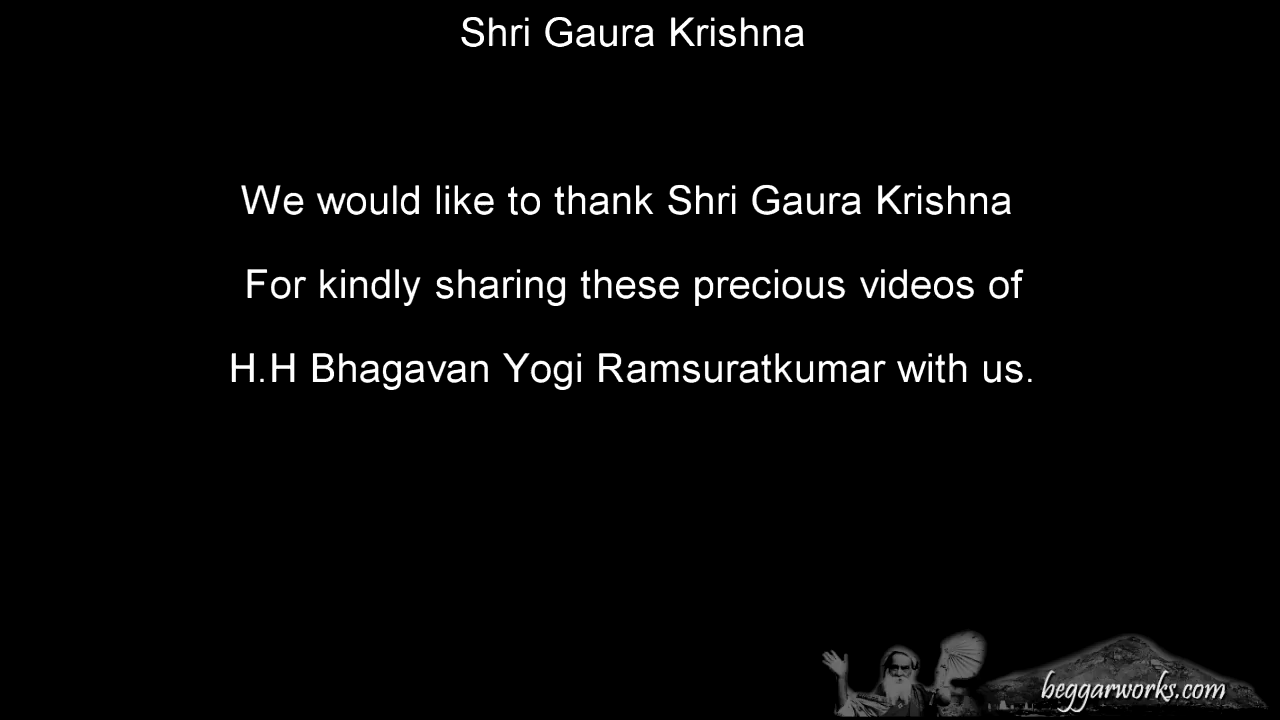 Shri Gaura Krishna
We would like to thank Shri Gaura Krishna
For kindly sharing these precious videos of
H.H Bhagavan Yogi Ramsuratkumar with us.
beggarworks.com